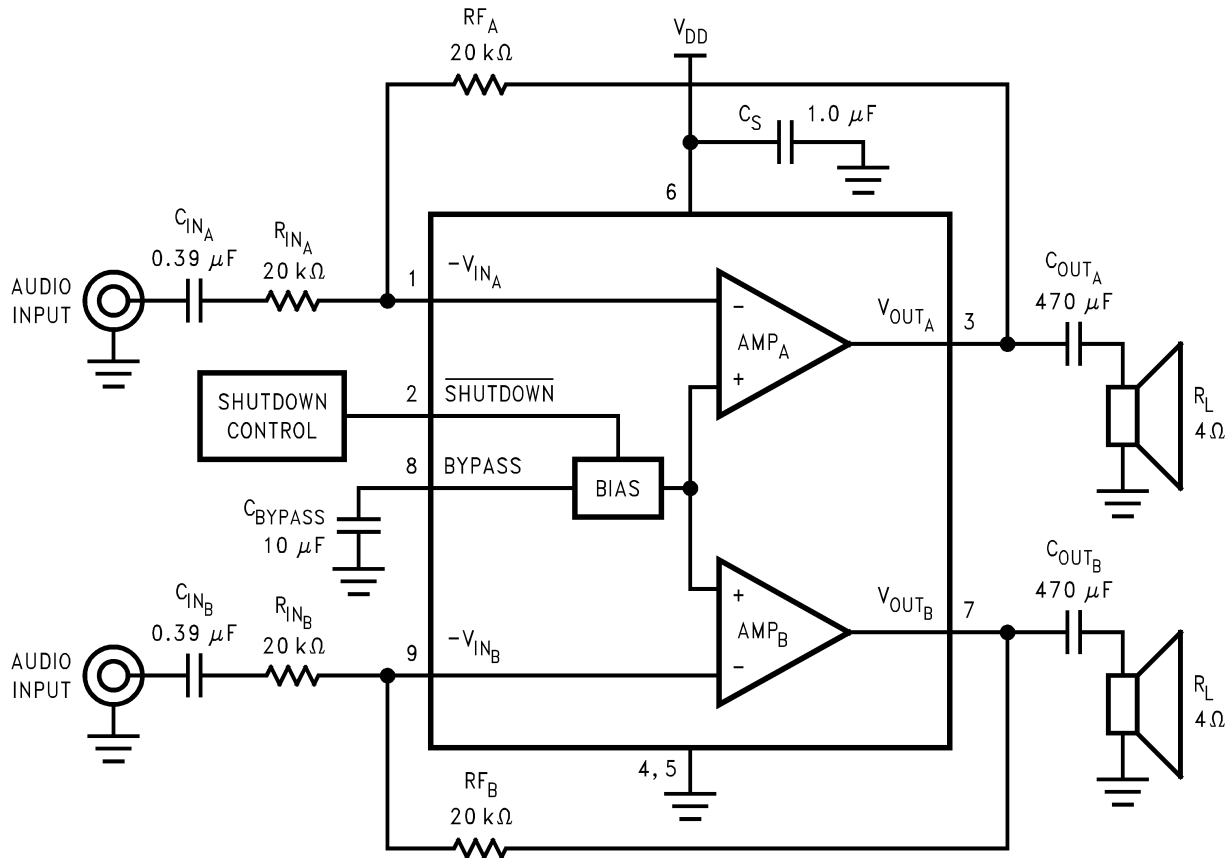 RF_A
20 kΩ
V_DD
C_S 1.0 µF
6
C_IN_A
0.39 µF
R_IN_A
20 kΩ
AUDIO
INPUT
1
-V_IN_A
-
AMP_A
+
V_OUT_A
3
C_OUT_A
470 µF
R_L
4Ω
SHUTDOWN
CONTROL
2
SHUTDOWN
8
BYPASS
BIAS
C_BYPASS
10 µF
C_IN_B
0.39 µF
R_IN_B
20 kΩ
AUDIO
INPUT
9
-V_IN_B
+
AMP_B
-
V_OUT_B
7
C_OUT_B
470 µF
R_L
4Ω
4, 5
RF_B
20 kΩ